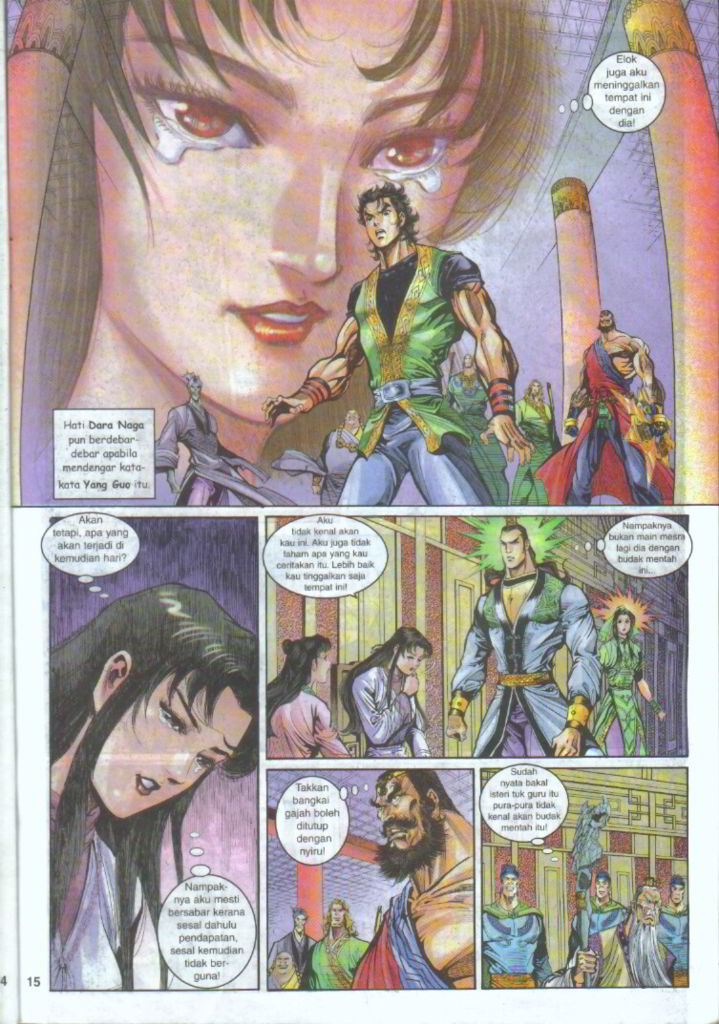 Elok
juga aku
meninggalkan
tempat ini
dengan
dia!
Hati Dara Naga
pun berdebar-
debar apabila
mendengar kata-
kata Yang Guo itu.
Akan
tetapi, apa yang
akan terjadi di
kemudian hari?
Nampak-
nya aku mesti
bersabar kerana
sesal dahulu
pendapatan,
sesal kemudian
tidak ber-
guna!
Aku
tidak kenal akan
kau ini. Aku juga tidak
faham apa yang kau
ceritakan itu. Lebih baik
kau tinggalkan saja
tempat ini!
Nampaknya
bukan main mesra
lagi dia dengan
budak mentah
ini...
Takkan
bangkai
gajah boleh
ditutup
dengan
nyiru!
Sudah
nyata bakal
isteri tuk guru itu
pura-pura tidak
kenal akan budak
mentah itu!
4
15